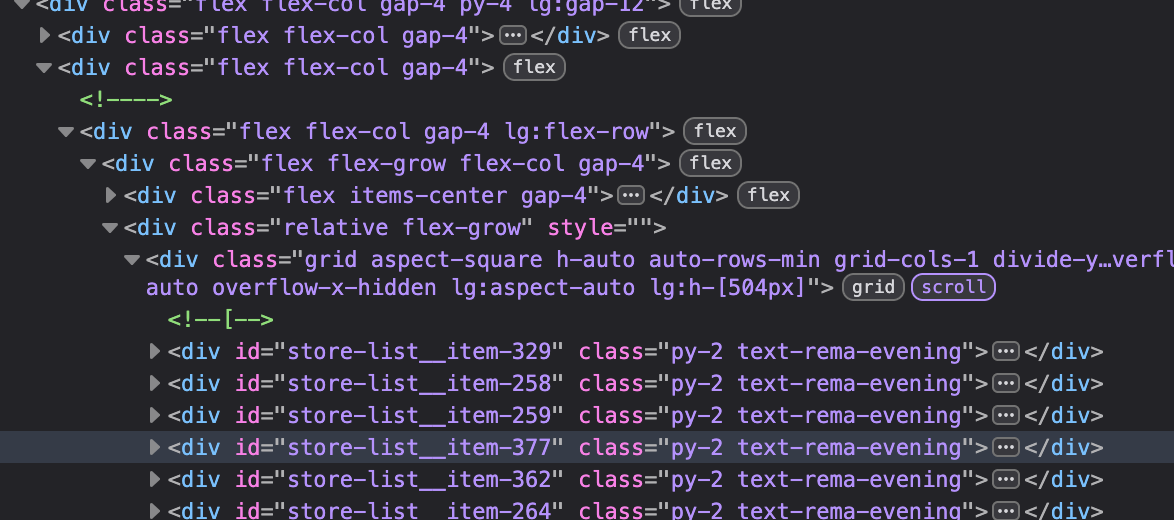 <div class="flex flex-col gap-4 py-4 lg:gap-12"> flex
<div class="flex flex-col gap-4">…</div> flex
<div class="flex flex-col gap-4"> flex
<!---->
<div class="flex flex-col gap-4 lg:flex-row"> flex
<div class="flex flex-grow flex-col gap-4"> flex
<div class="flex items-center gap-4">…</div> flex
<div class="relative flex-grow" style="">
<div class="grid aspect-square h-auto auto-rows-min grid-cols-1 divide-y…verfl
auto overflow-x-hidden lg:aspect-auto lg:h-[504px]"> grid scroll
<!--[-->
<div id="store-list__item-329" class="py-2 text-rema-evening">…</div>
<div id="store-list__item-258" class="py-2 text-rema-evening">…</div>
<div id="store-list__item-259" class="py-2 text-rema-evening">…</div>
<div id="store-list__item-377" class="py-2 text-rema-evening">…</div>
<div id="store-list__item-362" class="py-2 text-rema-evening">…</div>
<div id="store-list__item-264" class="py-2 text-rema-evening">…</div>